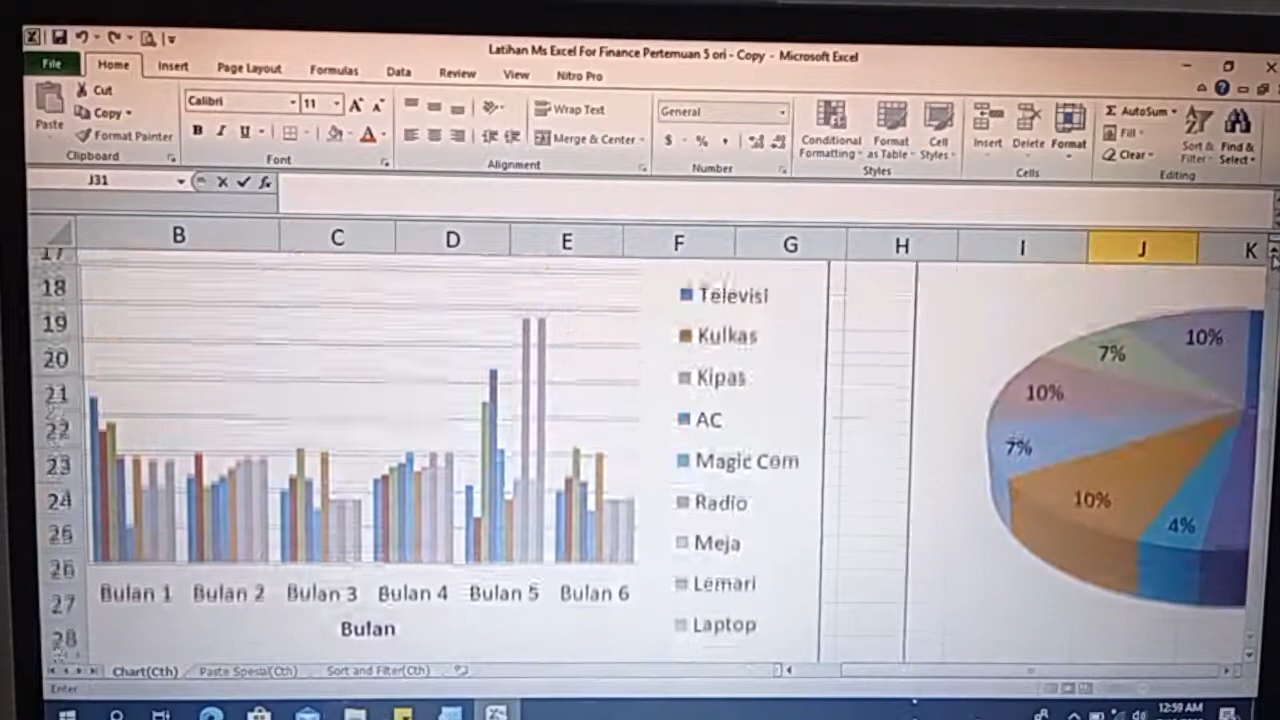 Latihan Ms Excel For Finance Pertemuan 5 ori - Copy - Microsoft Excel
File Home Insert Page Layout Formulas Data Review View Nitro Pro
Paste
Cut
Copy
Format Painter
Clipboard
Calibri 11
B I U
Font
Wrap Text
Merge & Center
Alignment
General
$ % ,
Number
Conditional Formatting
Format as Table
Cell Styles
Styles
Insert Delete Format
Cells
AutoSum
Fill
Clear
Sort & Filter
Find & Select
Editing
J31
fx
B C D E F G H I J K
17
18
19
20
21
22
23
24
25
26
27
28
Televisi
Kulkas
Kipas
AC
Magic Com
Radio
Meja
Lemari
Laptop
Bulan 1 Bulan 2 Bulan 3 Bulan 4 Bulan 5 Bulan 6
Bulan
10%
7%
10%
7%
10%
4%
Chart(Cth) Paste Spesial(Cth) Sort and Filter(Cth)
Enter
12:59 AM